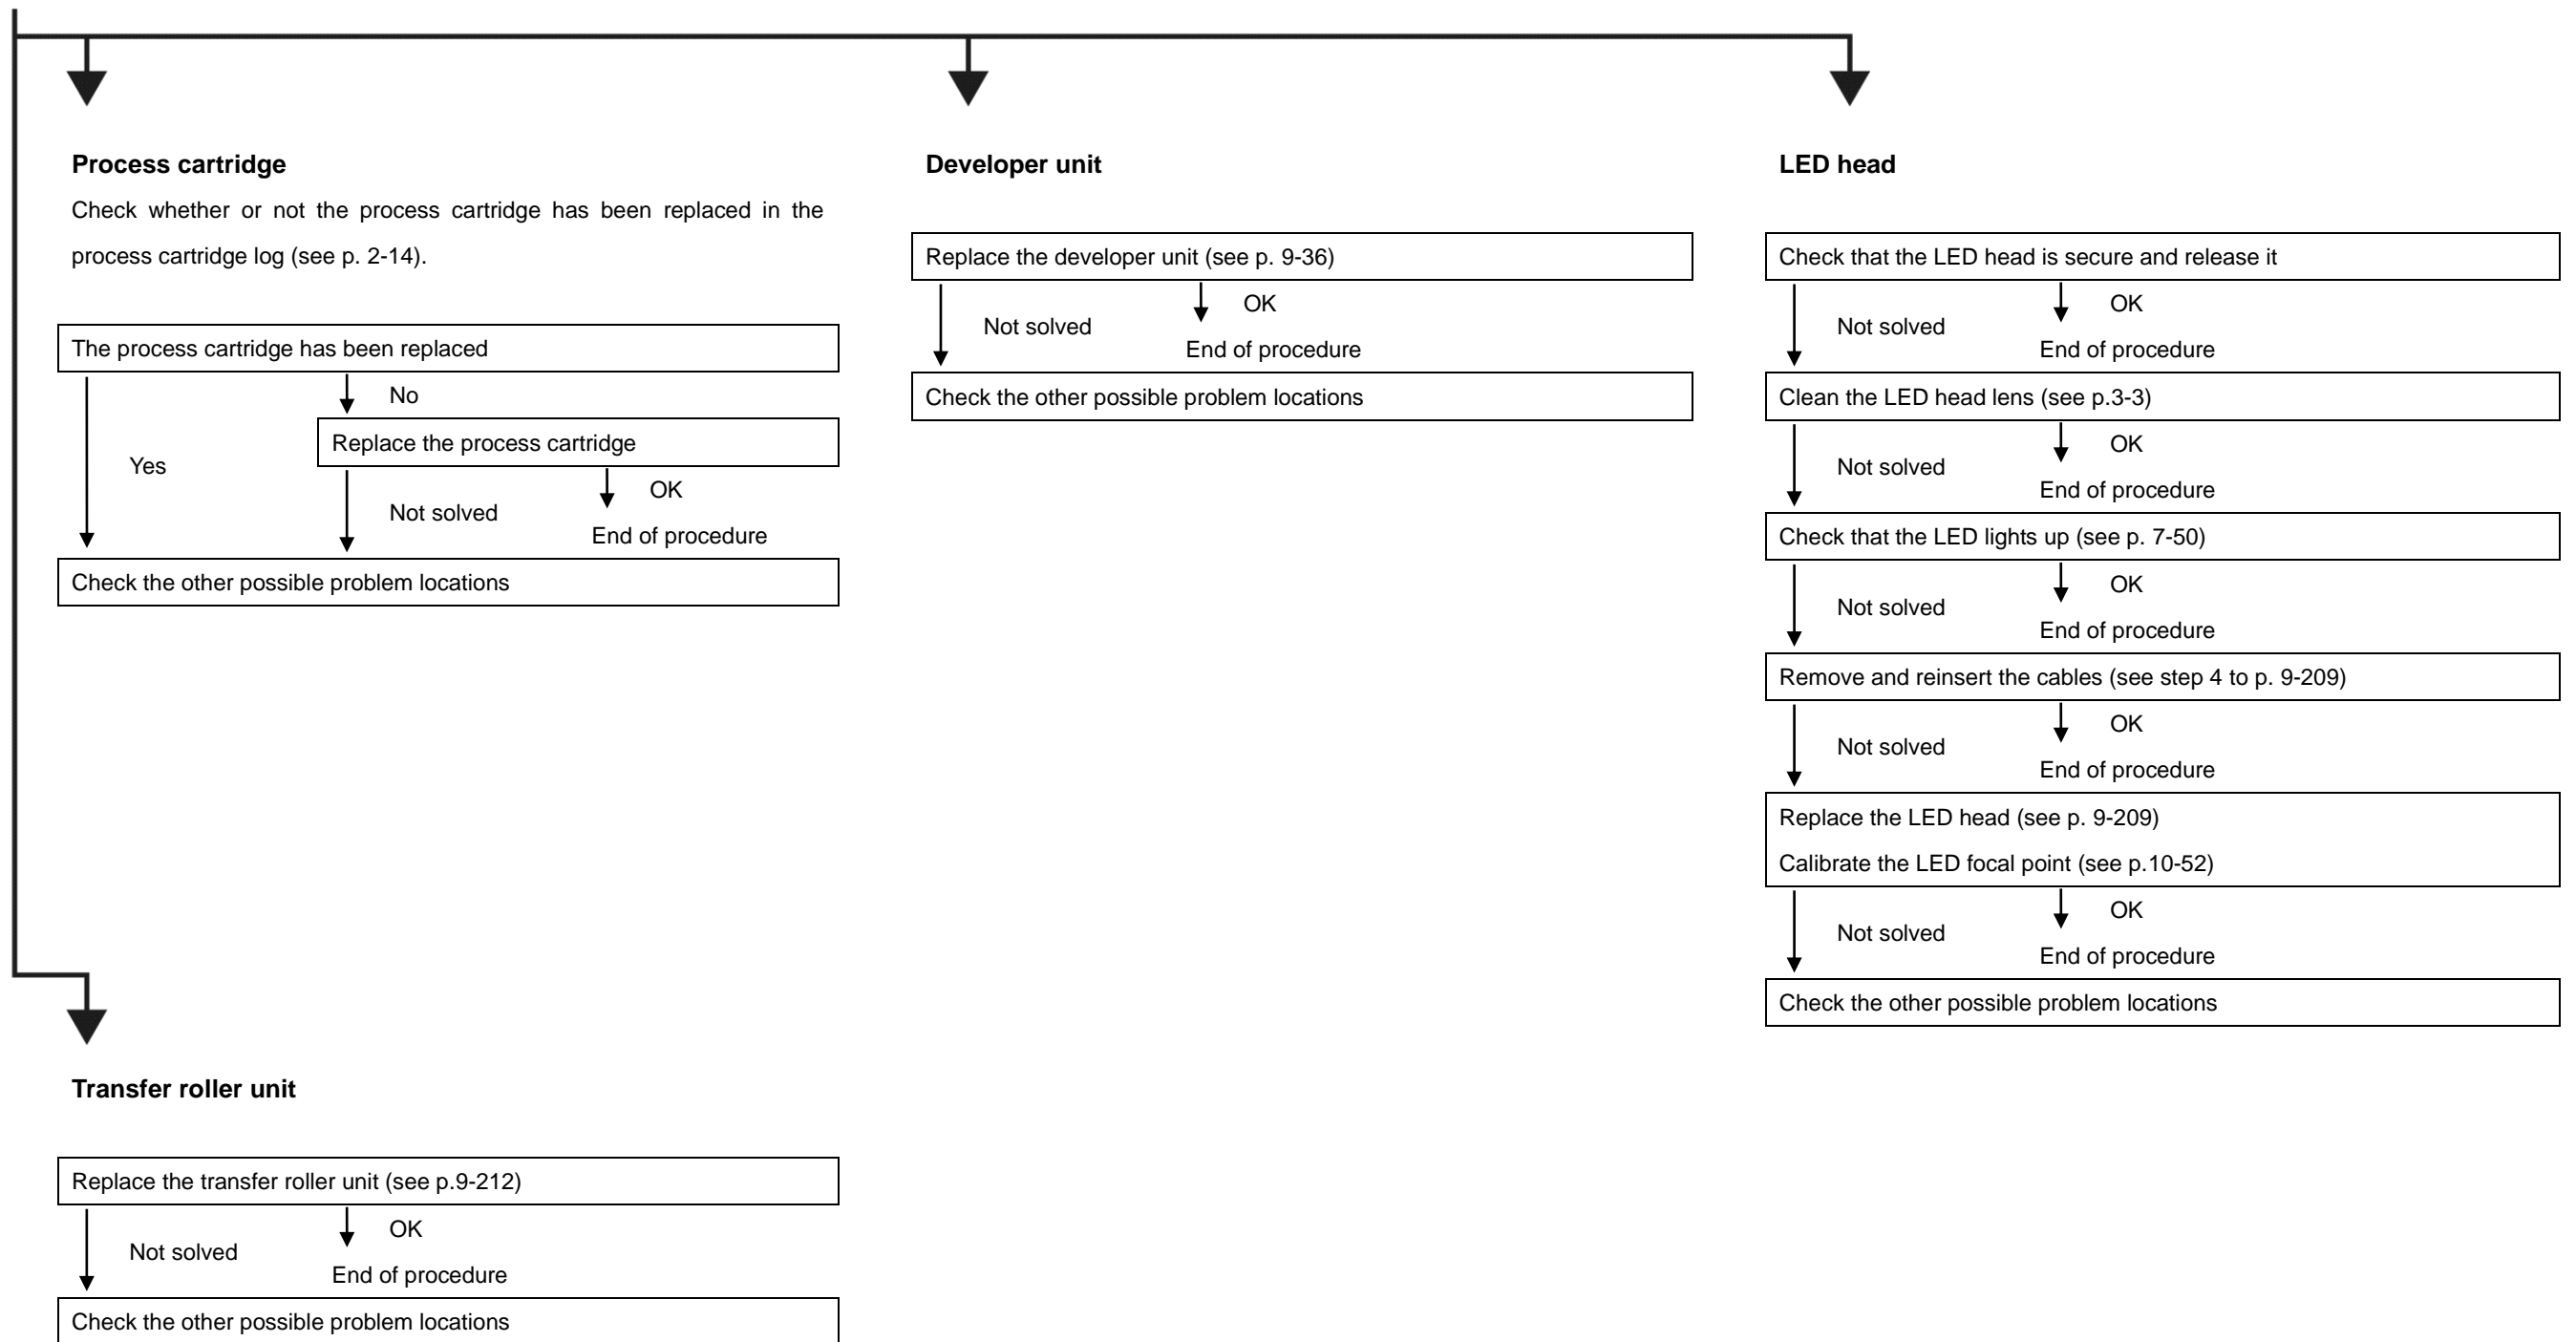 Process cartridge
Check whether or not the process cartridge has been replaced in the
process cartridge log (see p. 2-14).
The process cartridge has been replaced
No
Replace the process cartridge
Yes
OK
Not solved
End of procedure
Check the other possible problem locations
Developer unit
Replace the developer unit (see p. 9-36)
OK
Not solved
End of procedure
Check the other possible problem locations
LED head
Check that the LED head is secure and release it
OK
Not solved
End of procedure
Clean the LED head lens (see p.3-3)
OK
Not solved
End of procedure
Check that the LED lights up (see p. 7-50)
OK
Not solved
End of procedure
Remove and reinsert the cables (see step 4 to p. 9-209)
OK
Not solved
End of procedure
Replace the LED head (see p. 9-209)
Calibrate the LED focal point (see p.10-52)
OK
Not solved
End of procedure
Check the other possible problem locations
Transfer roller unit
Replace the transfer roller unit (see p.9-212)
OK
Not solved
End of procedure
Check the other possible problem locations